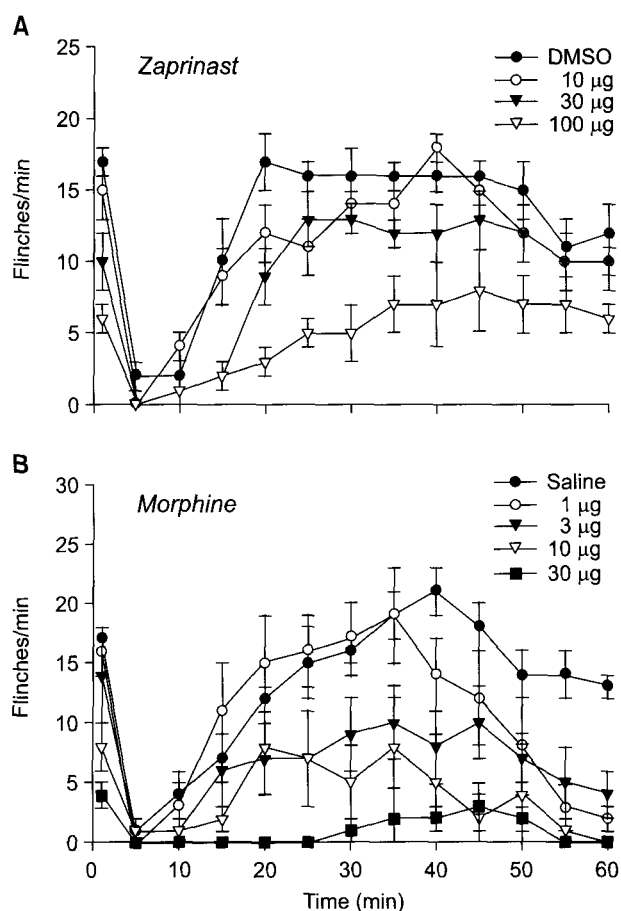 A
Zaprinast
DMSO
10 µg
30 µg
100 µg
25
20
15
10
5
0
Flinches/min
B
Morphine
Saline
1 µg
3 µg
10 µg
30 µg
30
25
20
15
10
5
0
Flinches/min
0 10 20 30 40 50 60
Time (min)